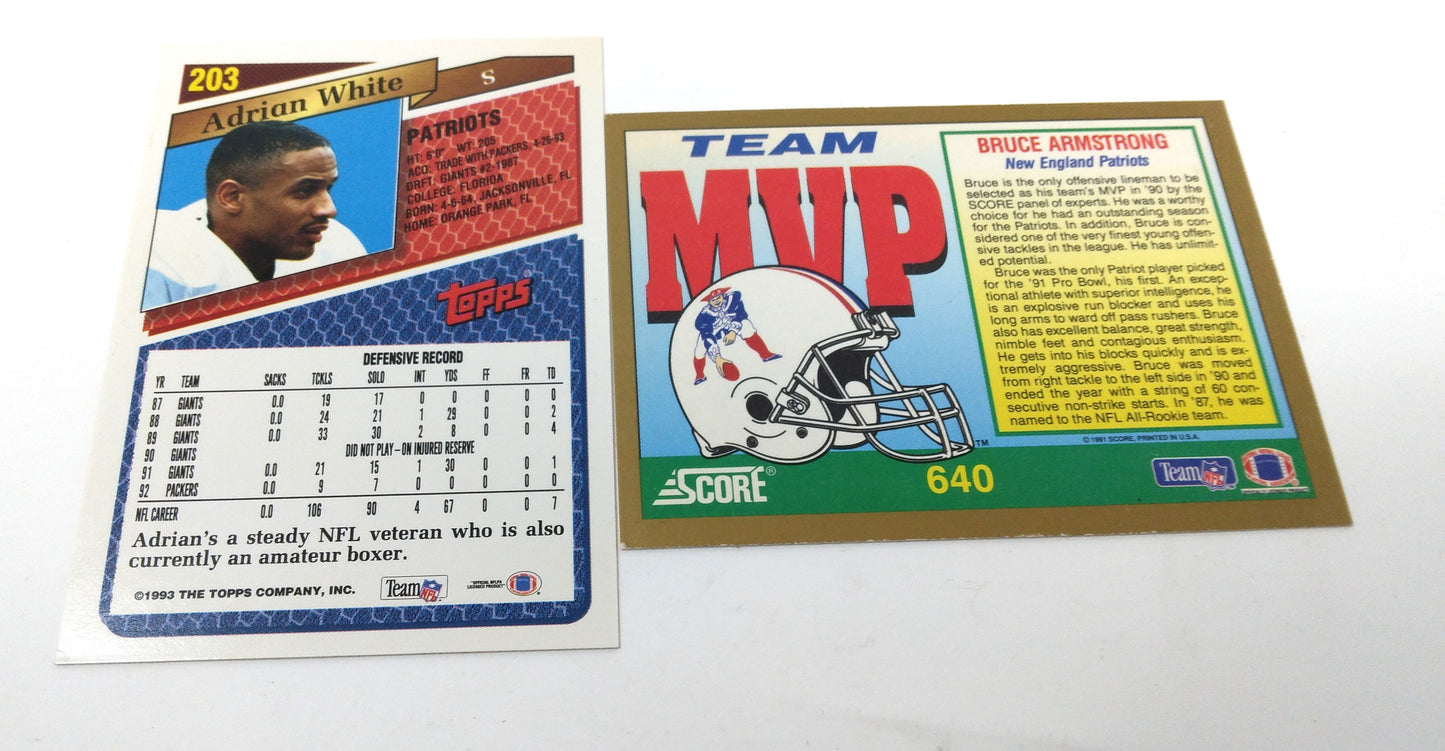 203
Adrian White
S
PATRIOTS
HT: 6'0" WT: 205
ACQ: TRADE WITH PACKERS, 4-26-93
DRFT: GIANTS #2-1987
COLLEGE: FLORIDA
BORN: 4-6-64, JACKSONVILLE, FL
HOME: ORANGE PARK, FL
TOPPS®
DEFENSIVE RECORD
YR TEAM SACKS TCKLS SOLO INT YDS FF FR TD
87 GIANTS 0.0 19 17 0 0 0 0 0
88 GIANTS 0.0 24 21 1 29 0 0 2
89 GIANTS 0.0 33 30 2 8 0 0 4
90 GIANTS DID NOT PLAY—ON INJURED RESERVE
91 GIANTS 0.0 21 15 1 30 0 0 1
92 PACKERS 0.0 9 7 0 0 0 0 0
NFL CAREER 0.0 106 90 4 67 0 0 7
Adrian's a steady NFL veteran who is also
currently an amateur boxer.
©1993 THE TOPPS COMPANY, INC.
Team NFL
"OFFICIAL NFLPA
LICENSED PRODUCT"
TEAM
MVP
BRUCE ARMSTRONG
New England Patriots
Bruce is the only offensive lineman to be
selected as his team's MVP in '90 by the
SCORE panel of experts. He was a worthy
choice for he had an outstanding season
for the Patriots. In addition, Bruce is con-
sidered one of the very finest young offen-
sive tackles in the league. He has unlimit-
ed potential.
Bruce was the only Patriot player picked
for the '91 Pro Bowl, his first. An excep-
tional athlete with superior intelligence, he
is an explosive run blocker and uses his
long arms to ward off pass rushers. Bruce
also has excellent balance, great strength,
nimble feet and contagious enthusiasm.
He gets into his blocks quickly and is ex-
tremely aggressive. Bruce was moved
from right tackle to the left side in '90 and
ended the year with a string of 60 con-
secutive non-strike starts. In '87, he was
named to the NFL All-Rookie team.
© 1991 SCORE, PRINTED IN U.S.A.
TM
SCORE®
640
Team NFL